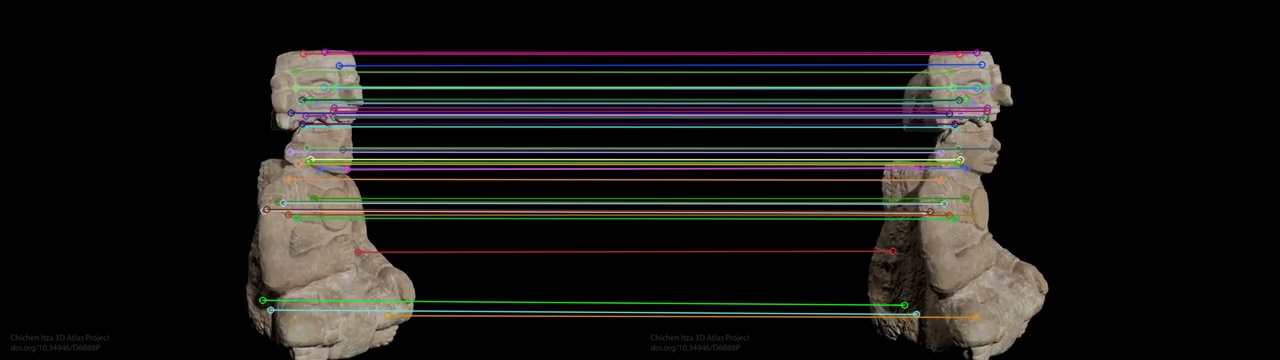 Chichen Itza 3D Atlas Project
doi.org/10.34946/D6B88P
Chichen Itza 3D Atlas Project
doi.org/10.34946/D6B88P